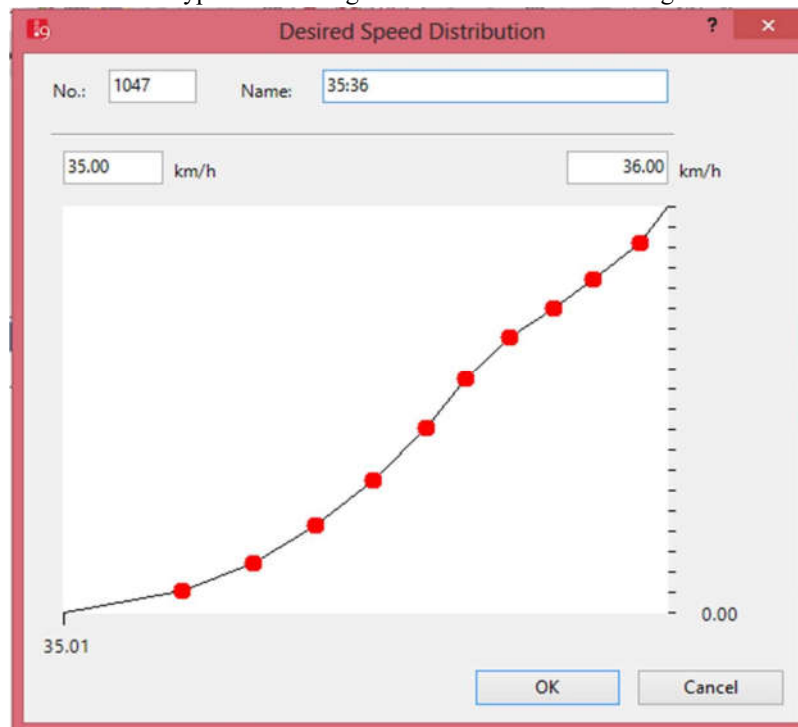 Desired Speed Distribution ? ×
No.: 1047 Name: 35:36
35.00 km/h 36.00 km/h
0.00
35.01
OK Cancel